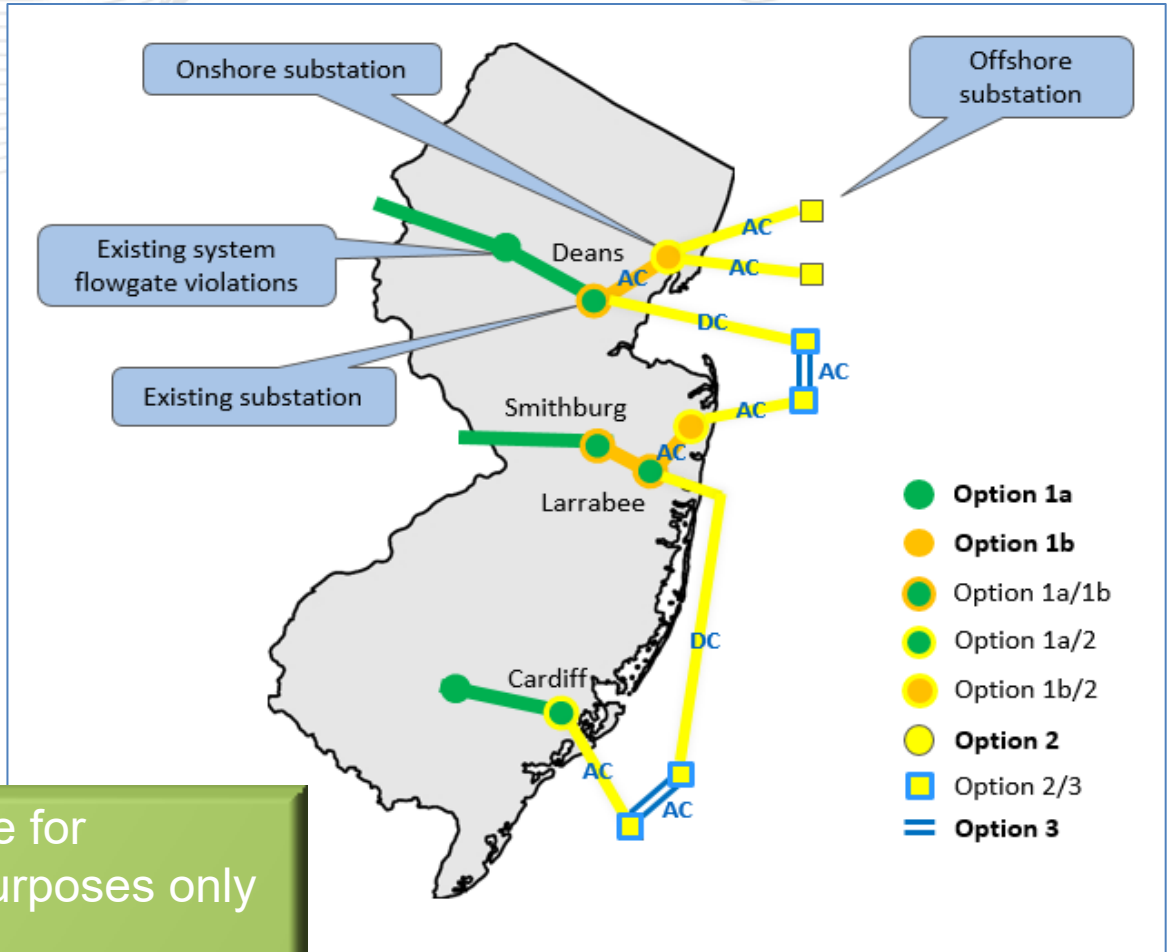 Onshore substation
Offshore
substation
AC
Existing system
flowgate violations
Deans
AC
AC
DC
AC
Existing substation
Smithburg
AC
AC
Larrabee
Option 1a
Option 1b
Option 1a/1b
Option 1a/2
DC
Cardiff
Option 1b/2
Option 2
AC
Option 2/3
AC
Option 3
e for
urposes only